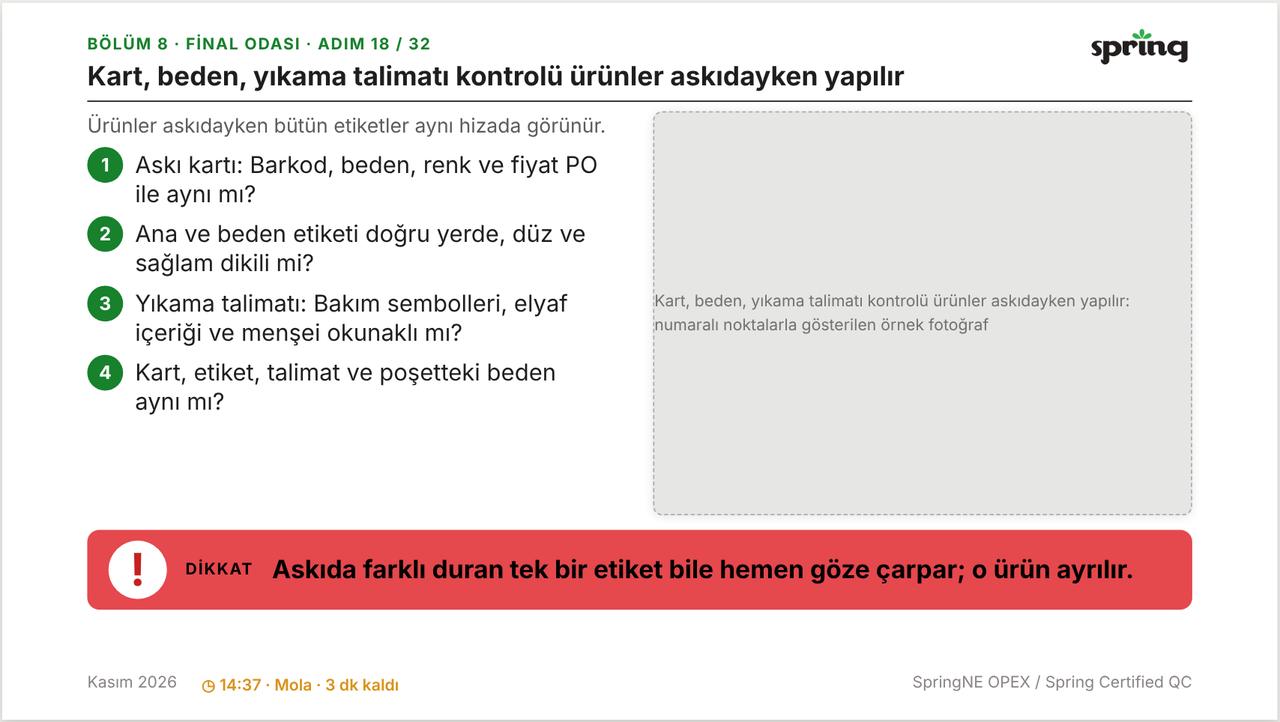 BÖLÜM 8 · FİNAL ODASI · ADIM 18 / 32
spring
Kart, beden, yıkama talimatı kontrolü ürünler askıdayken yapılır
Ürünler askıdayken bütün etiketler aynı hizada görünür.
1 Askı kartı: Barkod, beden, renk ve fiyat PO
ile aynı mı?
2 Ana ve beden etiketi doğru yerde, düz ve
sağlam dikili mi?
3 Yıkama talimatı: Bakım sembolleri, elyaf
içeriği ve menşei okunaklı mı?
4 Kart, etiket, talimat ve poşetteki beden
aynı mı?
Kart, beden, yıkama talimatı kontrolü ürünler askıdayken yapılır:
numaralı noktalarla gösterilen örnek fotoğraf
! DİKKAT Askıda farklı duran tek bir etiket bile hemen göze çarpar; o ürün ayrılır.
Kasım 2026
◷ 14:37 · Mola · 3 dk kaldı
SpringNE OPEX / Spring Certified QC